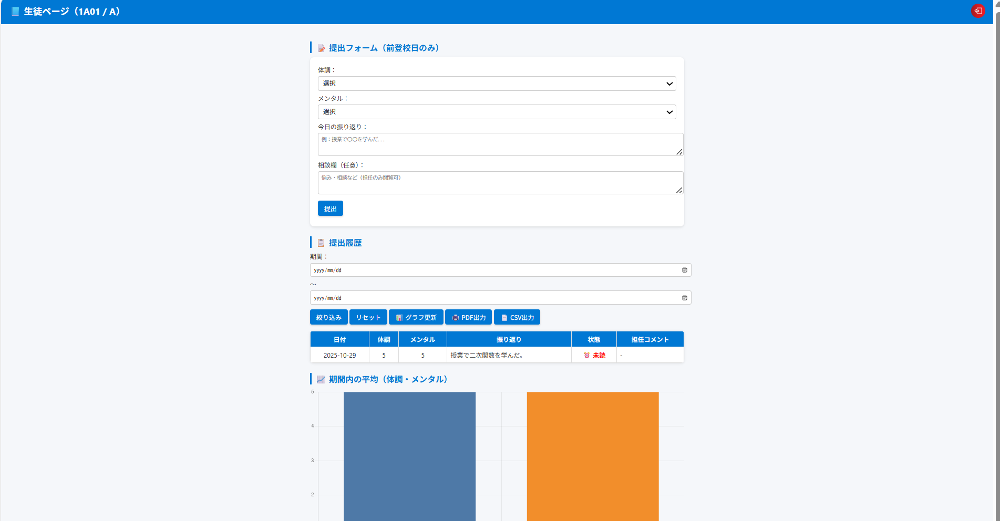 生徒ページ（1A01 / A）
提出フォーム（前登校日のみ）
体調：
選択
メンタル：
選択
今日の振り返り：
例：授業で〇〇を学んだ...
相談欄（任意）：
悩み・相談など（担任のみ閲覧可）
提出
提出履歴
期間：
yyyy/mm/dd
～
yyyy/mm/dd
絞り込み リセット グラフ更新 PDF出力 CSV出力
日付 体調 メンタル 振り返り 状態 担任コメント
2025-10-29 5 5 授業で二次関数を学んだ。 未読 -
期間内の平均（体調・メンタル）
5
4
3
2